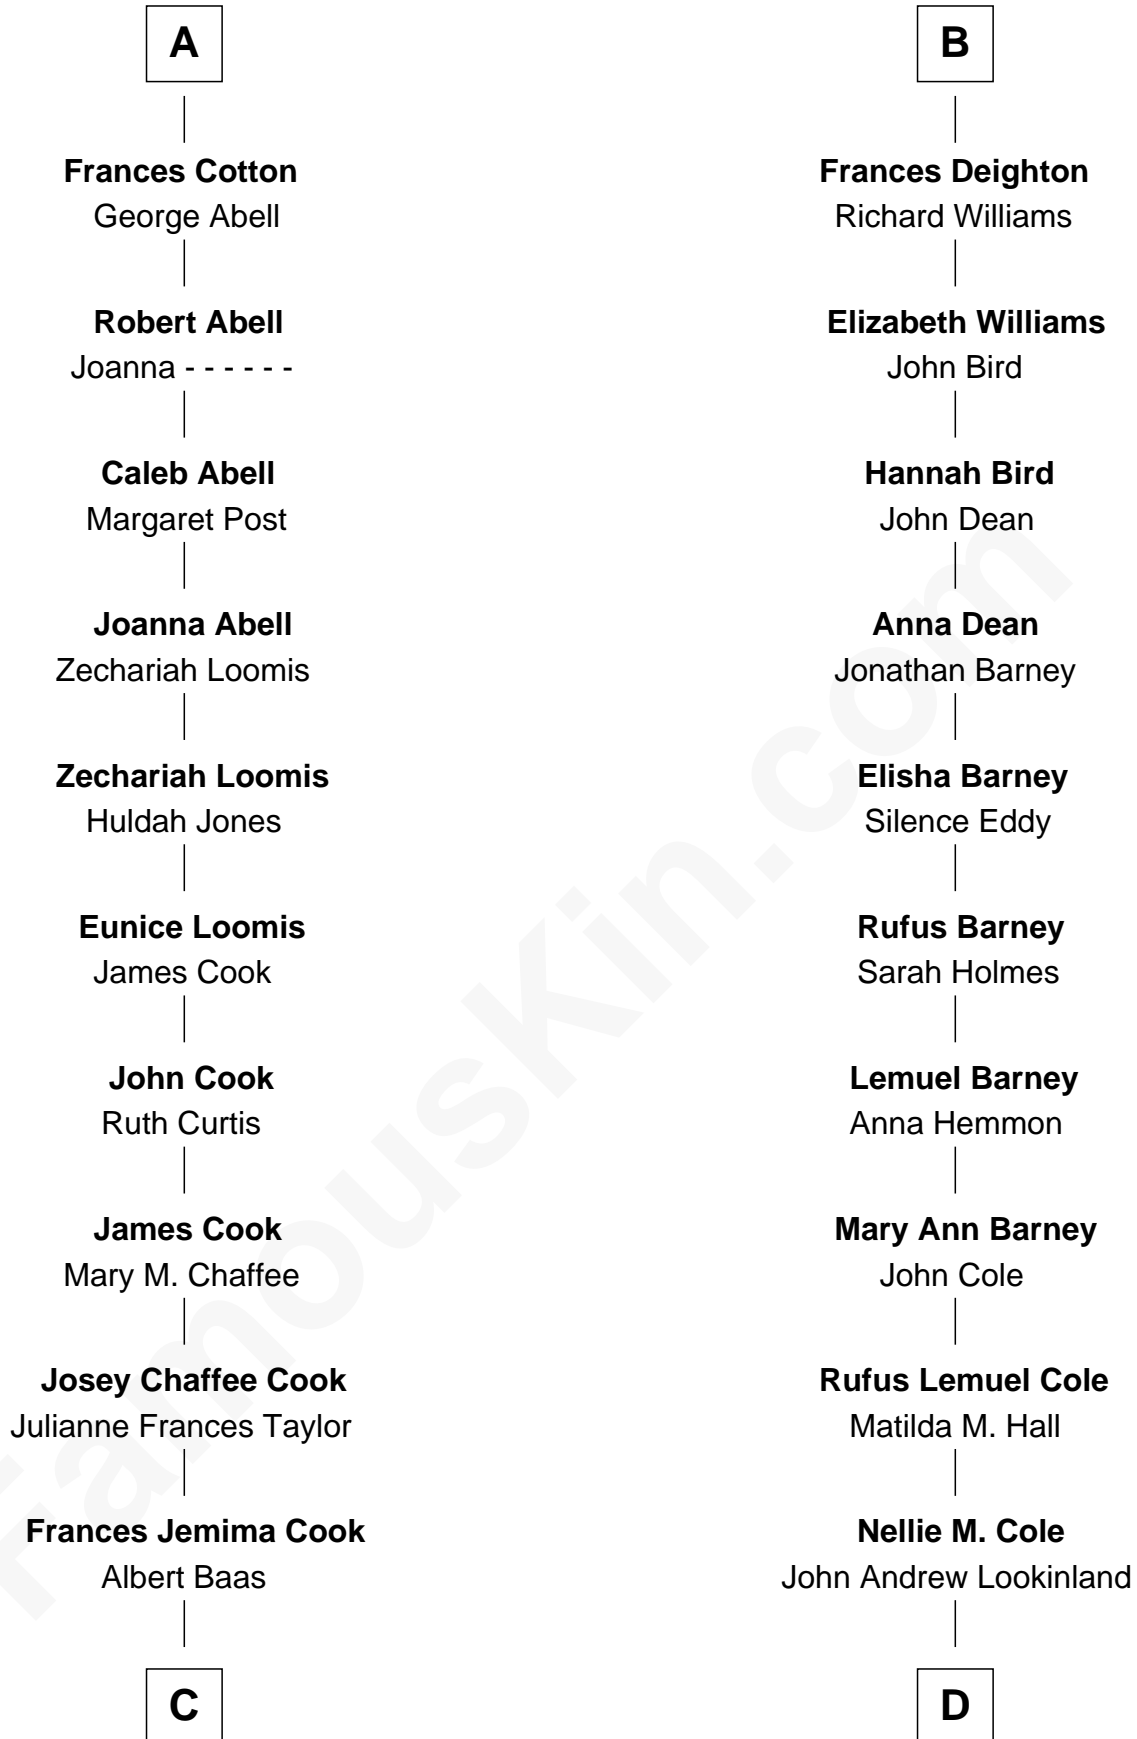 A
Frances Cotton
George Abell
Robert Abell
Joanna - - - - - -
Caleb Abell
Margaret Post
Joanna Abell
Zechariah Loomis
Zechariah Loomis
Huldah Jones
Eunice Loomis
James Cook
John Cook
Ruth Curtis
James Cook
Mary M. Chaffee
Josey Chaffee Cook
Julianne Frances Taylor
Frances Jemima Cook
Albert Baas
C
B
Frances Deighton
Richard Williams
Elizabeth Williams
John Bird
Hannah Bird
John Dean
Anna Dean
Jonathan Barney
Elisha Barney
Silence Eddy
Rufus Barney
Sarah Holmes
Lemuel Barney
Anna Hemmon
Mary Ann Barney
John Cole
Rufus Lemuel Cole
Matilda M. Hall
Nellie M. Cole
John Andrew Lookinland
D
FamousKin.com